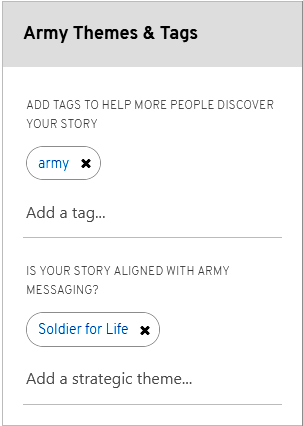 Army Themes & Tags
ADD TAGS TO HELP MORE PEOPLE DISCOVER
YOUR STORY
army ✖
Add a tag...
IS YOUR STORY ALIGNED WITH ARMY
MESSAGING?
Soldier for Life ✖
Add a strategic theme...